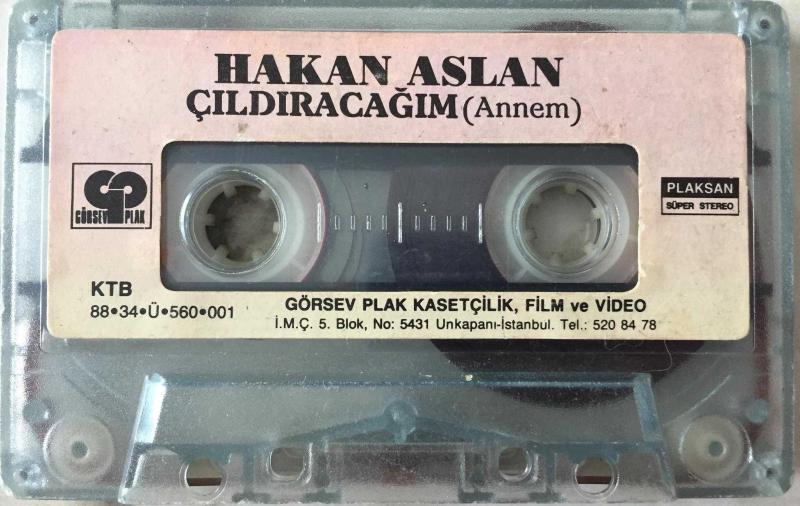 HAKAN ASLAN
ÇILDIRACAĞIM (Annem)
GÖRSEV PLAK
PLAKSAN
SÜPER STEREO
KTB
88•34•Ü•560•001
GÖRSEV PLAK KASETÇİLİK, FİLM ve VİDEO
İ.M.Ç. 5. Blok, No: 5431 Unkapanı-İstanbul. Tel.: 520 84 78